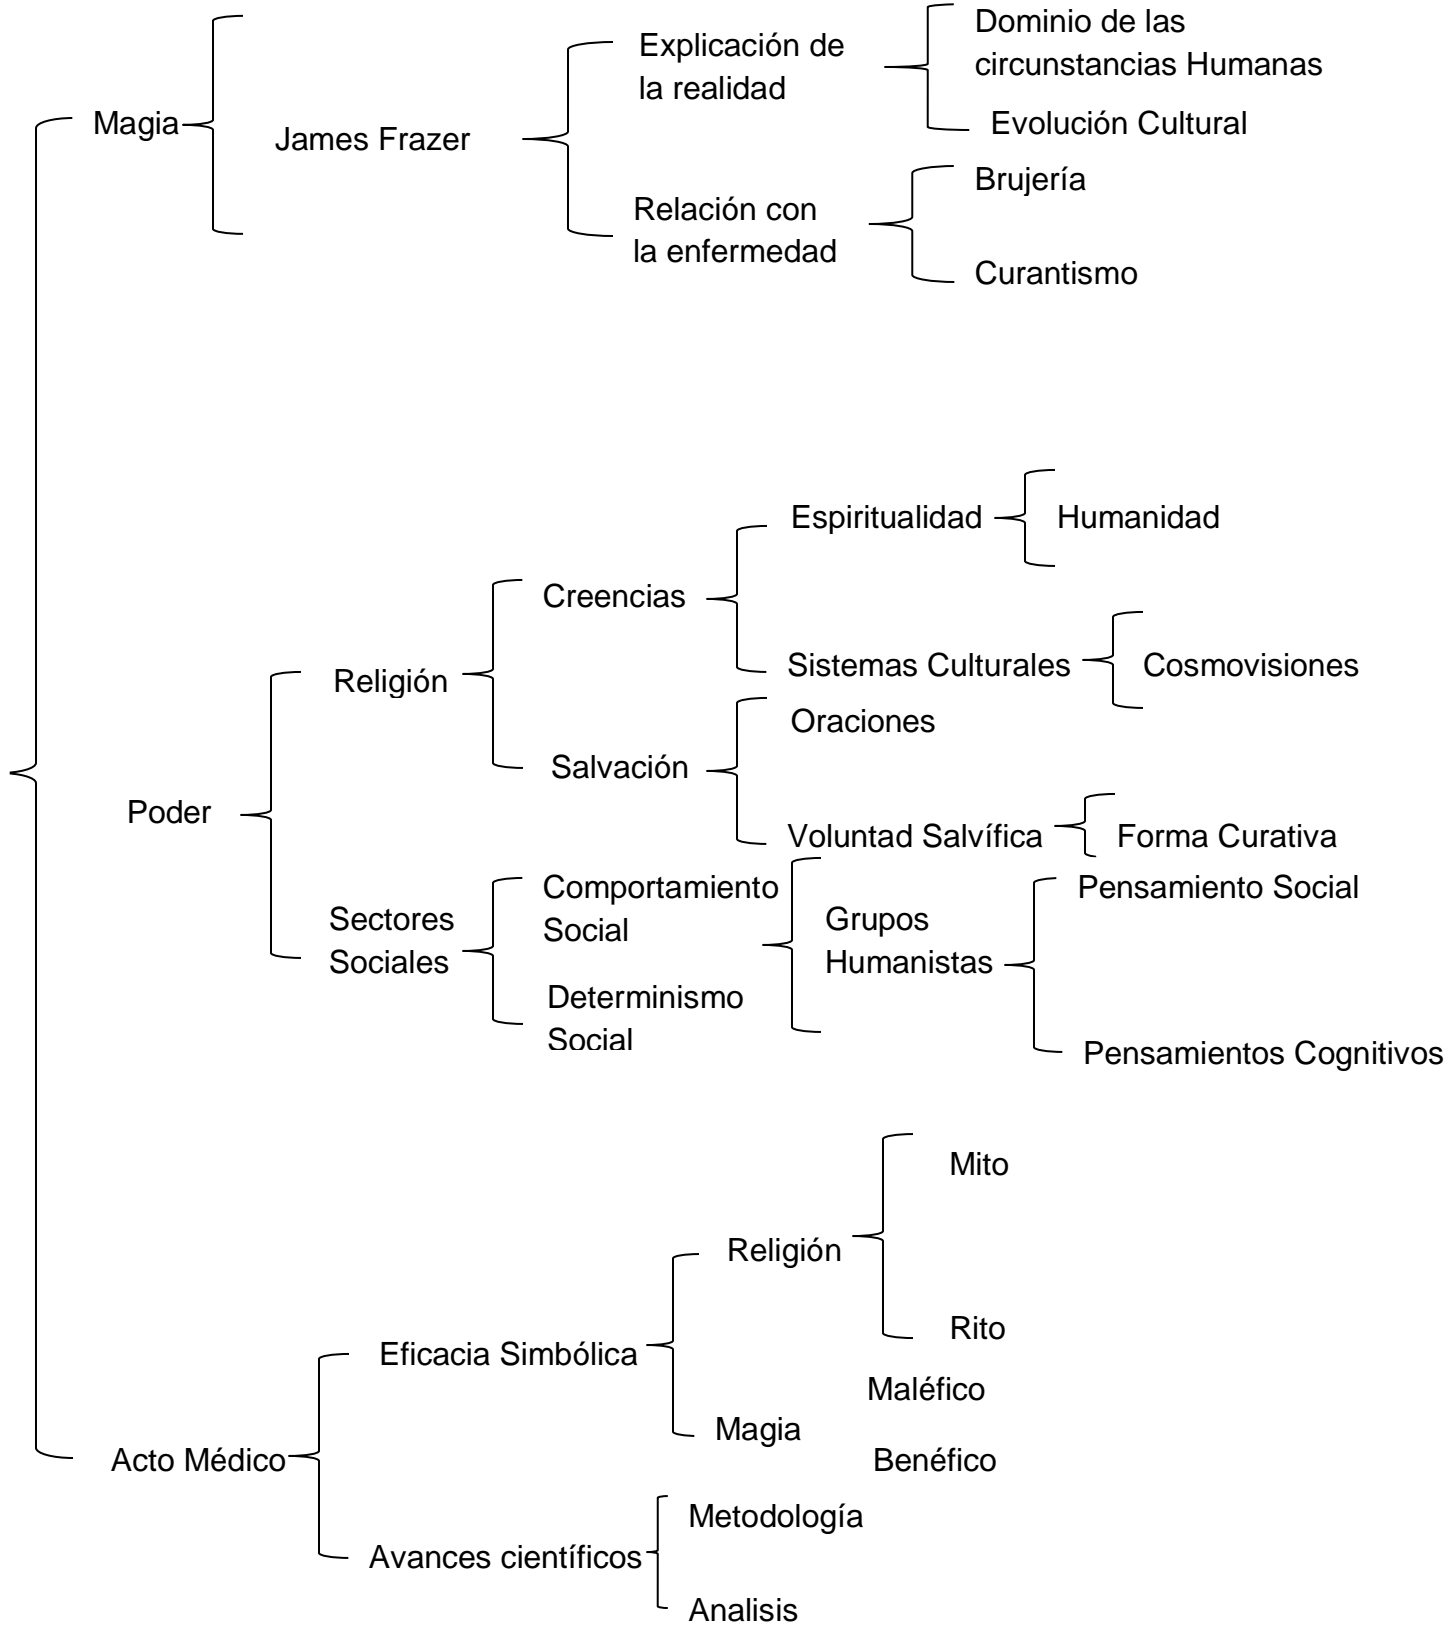 Magia
James Frazer
Explicación de
la realidad
Dominio de las
circunstancias Humanas
Evolución Cultural
Relación con
la enfermedad
Brujería
Curantismo
Poder
Religión
Creencias
Espiritualidad
Humanidad
Sistemas Culturales
Cosmovisiones
Salvación
Oraciones
Voluntad Salvífica
Forma Curativa
Sectores
Sociales
Comportamiento
Social
Determinismo
Social
Grupos
Humanistas
Pensamiento Social
Pensamientos Cognitivos
Acto Médico
Eficacia Simbólica
Religión
Mito
Rito
Magia
Maléfico
Benéfico
Avances científicos
Metodología
Analisis